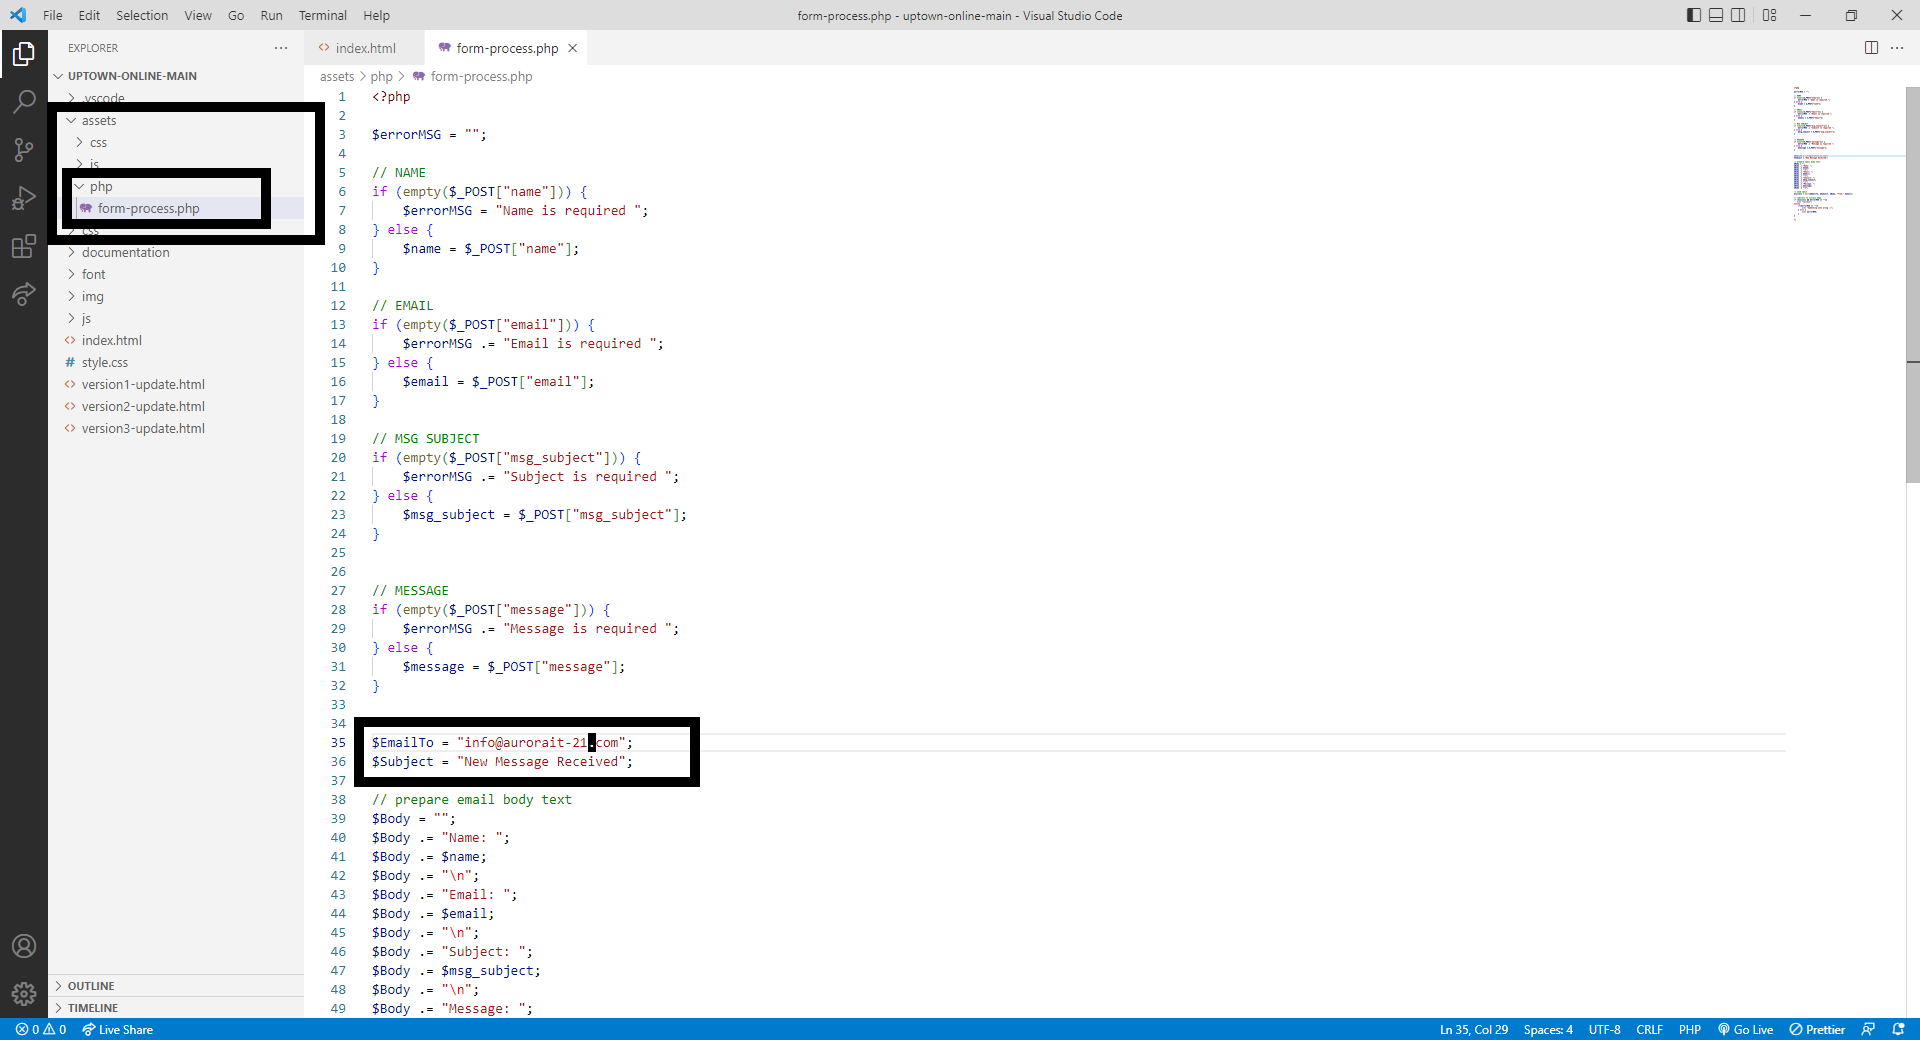 File Edit Selection View Go Run Terminal Help
form-process.php - uptown-online-main - Visual Studio Code
EXPLORER
UPTOWN-ONLINE-MAIN
.vscode
assets
css
js
php
form-process.php
css
documentation
font
img
js
index.html
# style.css
version1-update.html
version2-update.html
version3-update.html
OUTLINE
TIMELINE
index.html
form-process.php
assets > php > form-process.php
1 <?php
2
3 $errorMSG = "";
4
5 // NAME
6 if (empty($_POST["name"])) {
7 $errorMSG = "Name is required ";
8 } else {
9 $name = $_POST["name"];
10 }
11
12 // EMAIL
13 if (empty($_POST["email"])) {
14 $errorMSG .= "Email is required ";
15 } else {
16 $email = $_POST["email"];
17 }
18
19 // MSG SUBJECT
20 if (empty($_POST["msg_subject"])) {
21 $errorMSG .= "Subject is required ";
22 } else {
23 $msg_subject = $_POST["msg_subject"];
24 }
25
26
27 // MESSAGE
28 if (empty($_POST["message"])) {
29 $errorMSG .= "Message is required ";
30 } else {
31 $message = $_POST["message"];
32 }
33
34
35 $EmailTo = "info@aurorait-21.com";
36 $Subject = "New Message Received";
37
38 // prepare email body text
39 $Body = "";
40 $Body .= "Name: ";
41 $Body .= $name;
42 $Body .= "\n";
43 $Body .= "Email: ";
44 $Body .= $email;
45 $Body .= "\n";
46 $Body .= "Subject: ";
47 $Body .= $msg_subject;
48 $Body .= "\n";
49 $Body .= "Message: ";
0 0 Live Share
Ln 35, Col 29 Spaces: 4 UTF-8 CRLF PHP Go Live Prettier